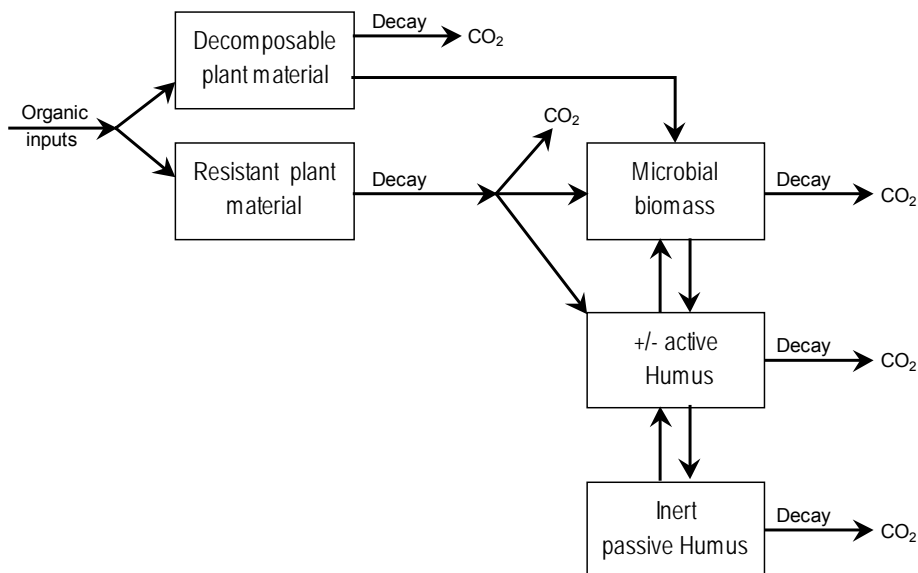 Decay
CO₂
Decomposable
plant material
Organic
inputs
CO₂
Resistant plant
material
Decay
Microbial
biomass
Decay
CO₂
+/- active
Humus
Decay
CO₂
Inert
passive Humus
Decay
CO₂